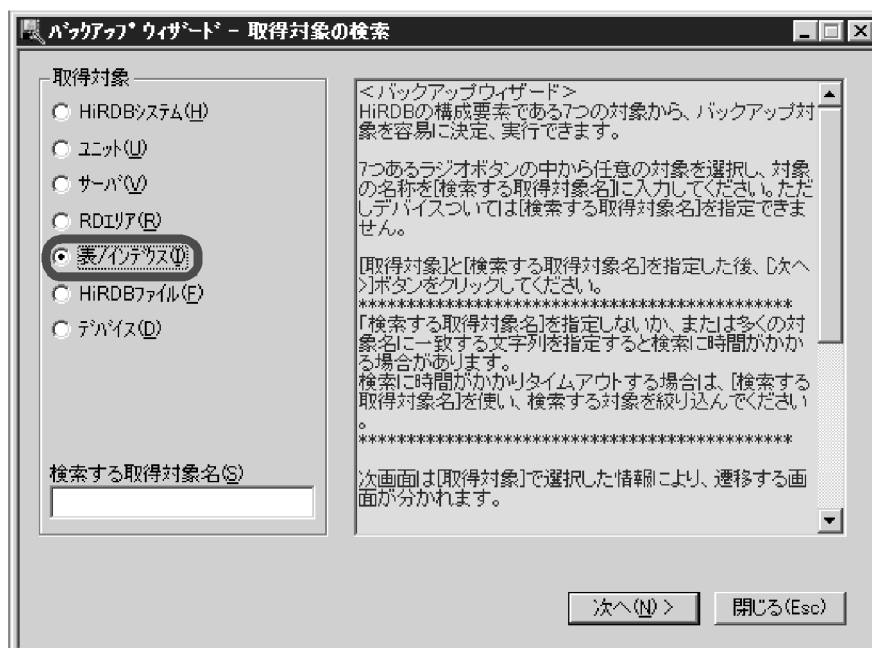 バックアップ ウィザード - 取得対象の検索
取得対象
HiRDBシステム(H)
ユニット(U)
サーバ(V)
RDエリア(R)
表/インデクス(I)
HiRDBファイル(F)
デバイス(D)
検索する取得対象名(S)
<バックアップウィザード>
HiRDBの構成要素である7つの対象から、バックアップ対
象を容易に決定、実行できます。
7つあるラジオボタンの中から任意の対象を選択し、対象
の名称を[検索する取得対象名]に入力してください。ただ
しデバイスついては[検索する取得対象名]を指定できま
せん。
[取得対象]と[検索する取得対象名]を指定した後、[次へ
>]ボタンをクリックしてください。
*********************************************
「検索する取得対象名]を指定しないか、または多くの対
象名に一致する文字列を指定すると検索に時間がかか
る場合があります。
検索に時間がかかりタイムアウトする場合は、[検索する
取得対象名]を使い、検索する対象を絞り込んでください
。
*********************************************
次画面は[取得対象]で選択した情報により、遷移する画
面が分かれます。
次へ(N) >
閉じる(Esc)